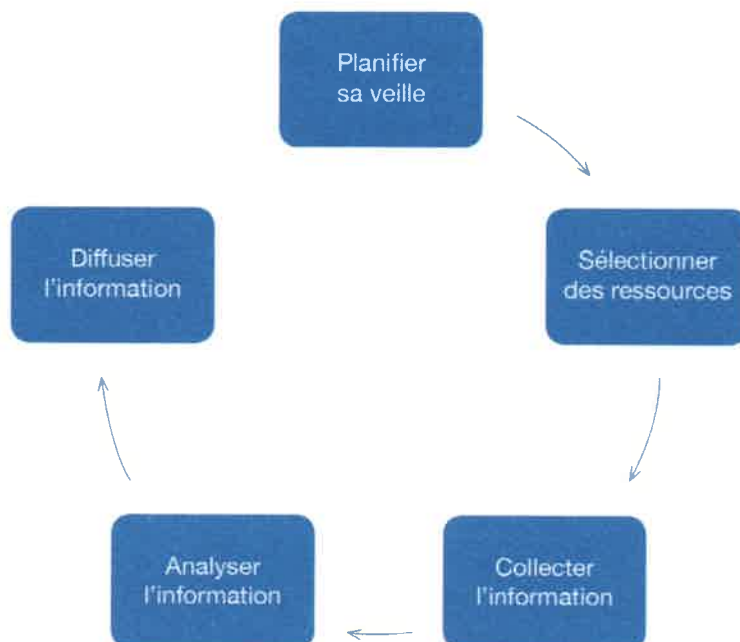 Planifier
sa veille
Sélectionner
des ressources
Collecter
l'information
Analyser
l'information
Diffuser
l'information